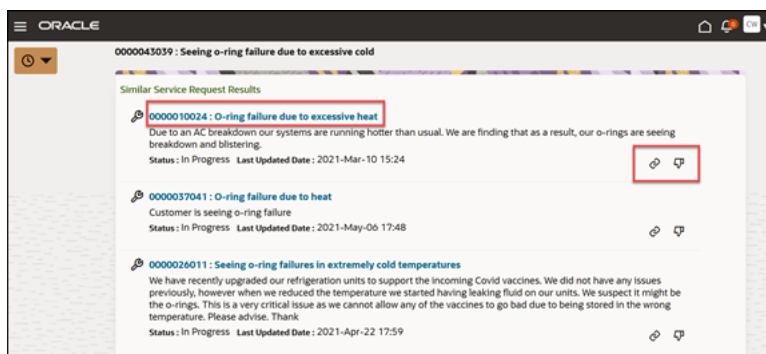 ORACLE
CW
0000043039 : Seeing o-ring failure due to excessive cold
Similar Service Request Results
0000010024 : O-ring failure due to excessive heat
Due to an AC breakdown our systems are running hotter than usual. We are finding that as a result, our o-rings are seeing
breakdown and blistering.
Status : In Progress Last Updated Date : 2021-Mar-10 15:24
0000037041 : O-ring failure due to heat
Customer is seeing o-ring failure
Status : In Progress Last Updated Date : 2021-May-06 17:48
0000026011 : Seeing o-ring failures in extremely cold temperatures
We have recently upgraded our refrigeration units to support the incoming Covid vaccines. We did not have any issues
previously, however when we reduced the temperature we started having leaking fluid on our units. We suspect it might be
the o-rings. This is a very critical issue as we cannot allow any of the vaccines to go bad due to being stored in the wrong
temperature. Please advise. Thank
Status : In Progress Last Updated Date : 2021-Apr-22 17:59